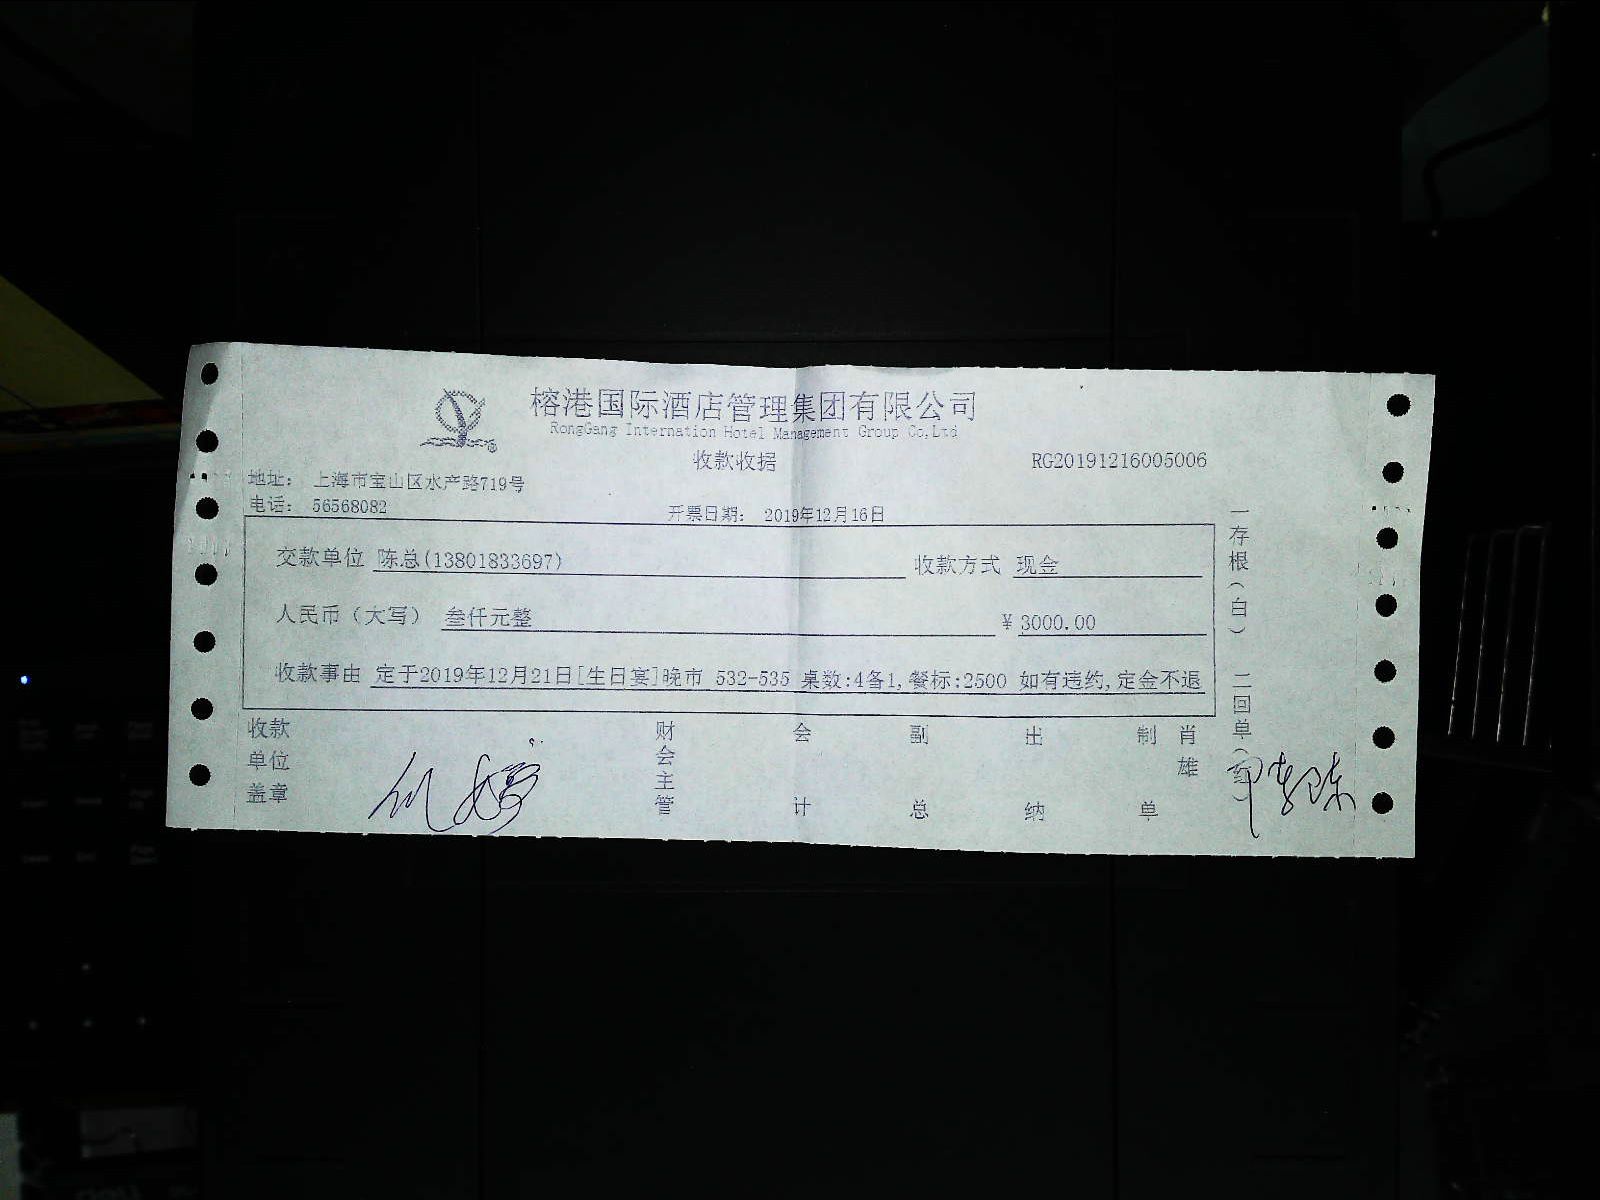 榕港国际酒店管理集团有限公司
RongGang Internation Hotel Management Group Co,Ltd
收款收据 RG20191216005006
地址： 上海市宝山区水产路719号
电话： 56568082 开票日期： 2019年12月16日
交款单位 陈总(13801833697) 收款方式 现金
人民币（大写） 叁仟元整 ¥ 3000.00
收款事由 定于2019年12月21日[生日宴]晚市 532-535 桌数:4备1,餐标:2500 如有违约,定金不退
收款单位盖章 财会主管 会计 副总 出纳 制单 肖雄
一存根(白) 二回单(红)